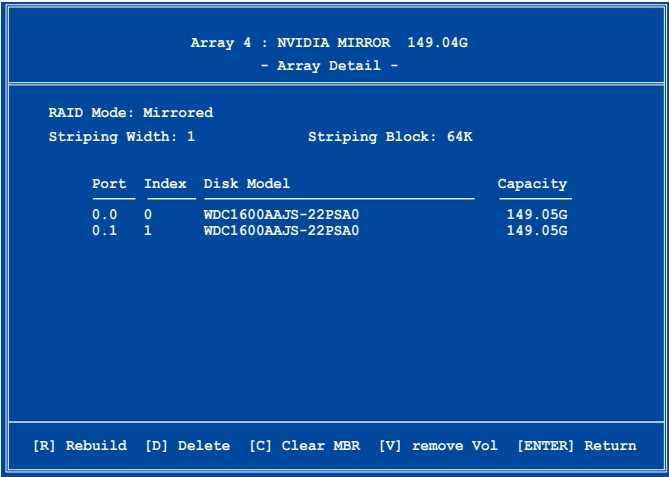 Array 4 : NVIDIA MIRROR 149.04G
- Array Detail -
RAID Mode: Mirrored
Striping Width: 1 Striping Block: 64K
Port Index Disk Model Capacity
0.0 0 WDC1600AAJS-22PSA0 149.05G
0.1 1 WDC1600AAJS-22PSA0 149.05G
[R] Rebuild [D] Delete [C] Clear MBR [V] remove Vol [ENTER] Return